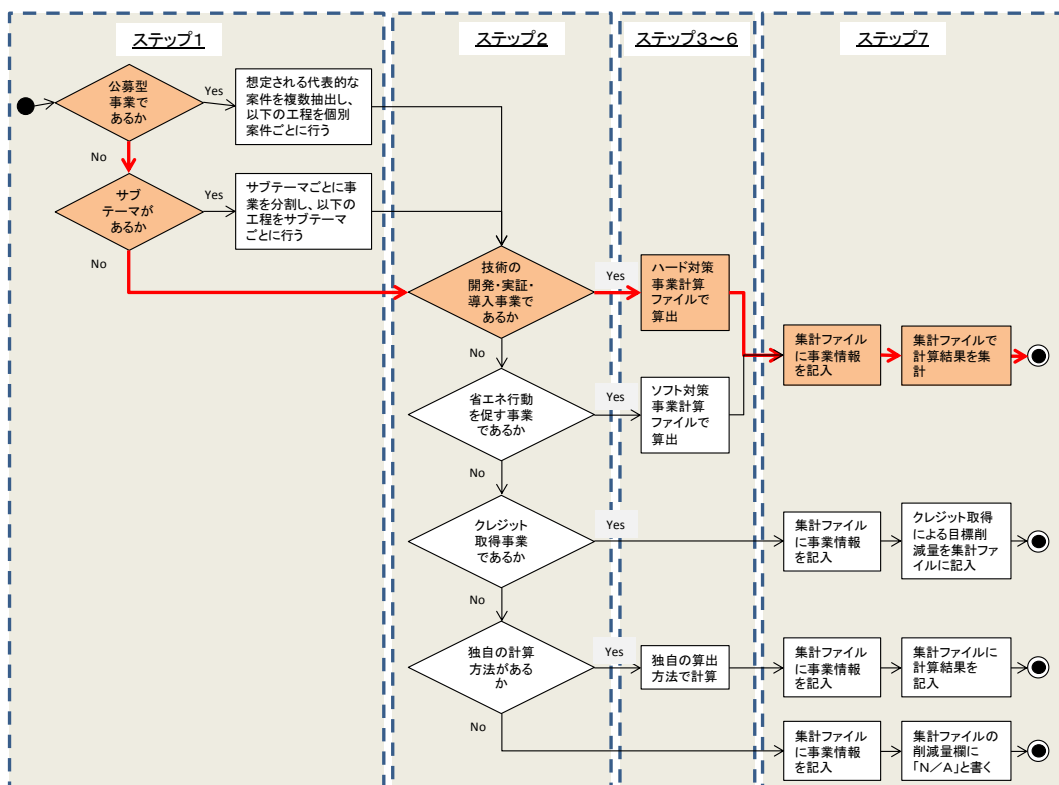 ステップ1
ステップ2
ステップ3～6
ステップ7
公募型
事業で
あるか
Yes
想定される代表的な
案件を複数抽出し、
以下の工程を個別
案件ごとに行う
No
サブ
テーマが
あるか
Yes
サブテーマごとに事
業を分割し、以下の
工程をサブテーマ
ごとに行う
No
技術の
開発・実証・
導入事業で
あるか
Yes
ハード対策
事業計算
ファイルで
算出
集計ファイル
に事業情報
を記入
集計ファイルで
計算結果を集
計
No
省エネ行動
を促す事業
であるか
Yes
ソフト対策
事業計算
ファイルで
算出
No
クレジット
取得事業
であるか
Yes
集計ファイル
に事業情報
を記入
クレジット取得
による目標削
減量を集計ファ
イルに記入
No
独自の計算
方法がある
か
Yes
独自の算出
方法で計算
集計ファイル
に事業情報
を記入
集計ファイルに
計算結果を
記入
No
集計ファイル
に事業情報
を記入
集計ファイルの
削減量欄に
「N／A」と書く